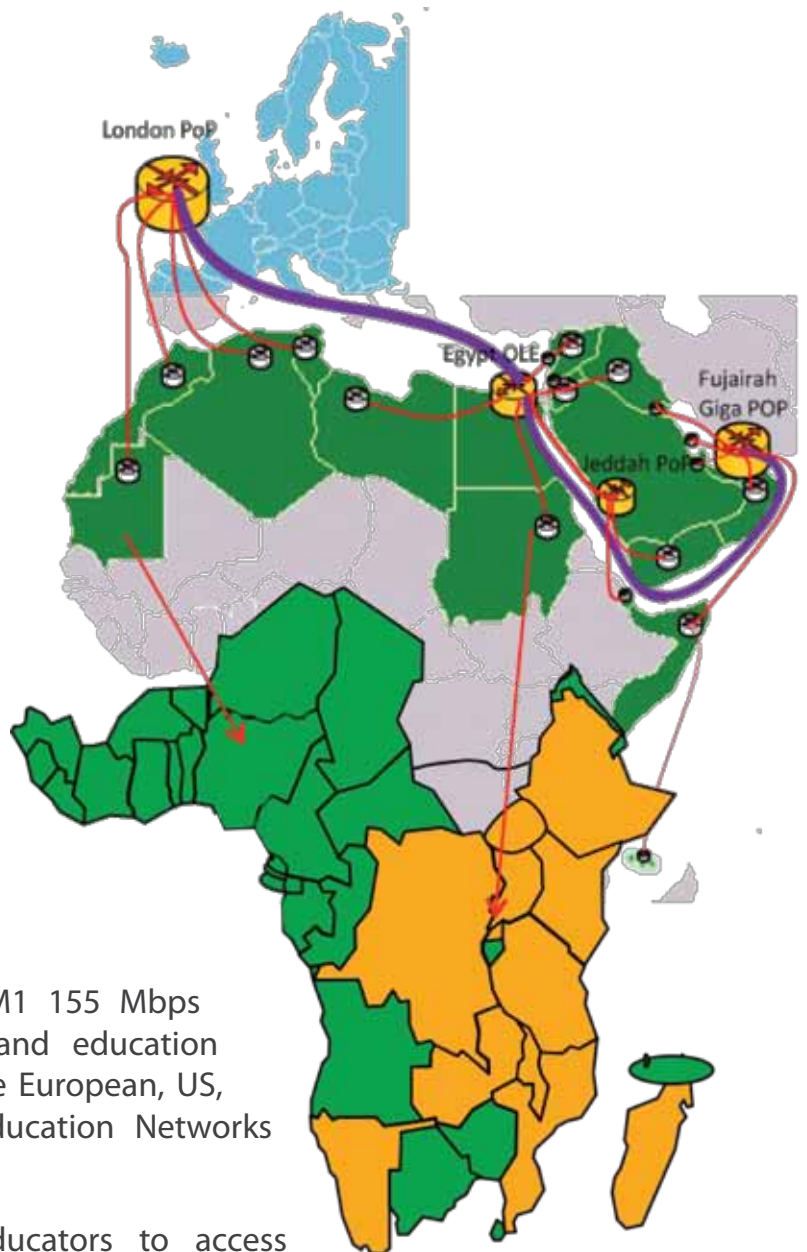 London PoP
Egypt OLE
Fujairah
Giga POP
Jeddah PoP
M1 155 Mbps
and education
e European, US,
ducation Networks
ducators to access